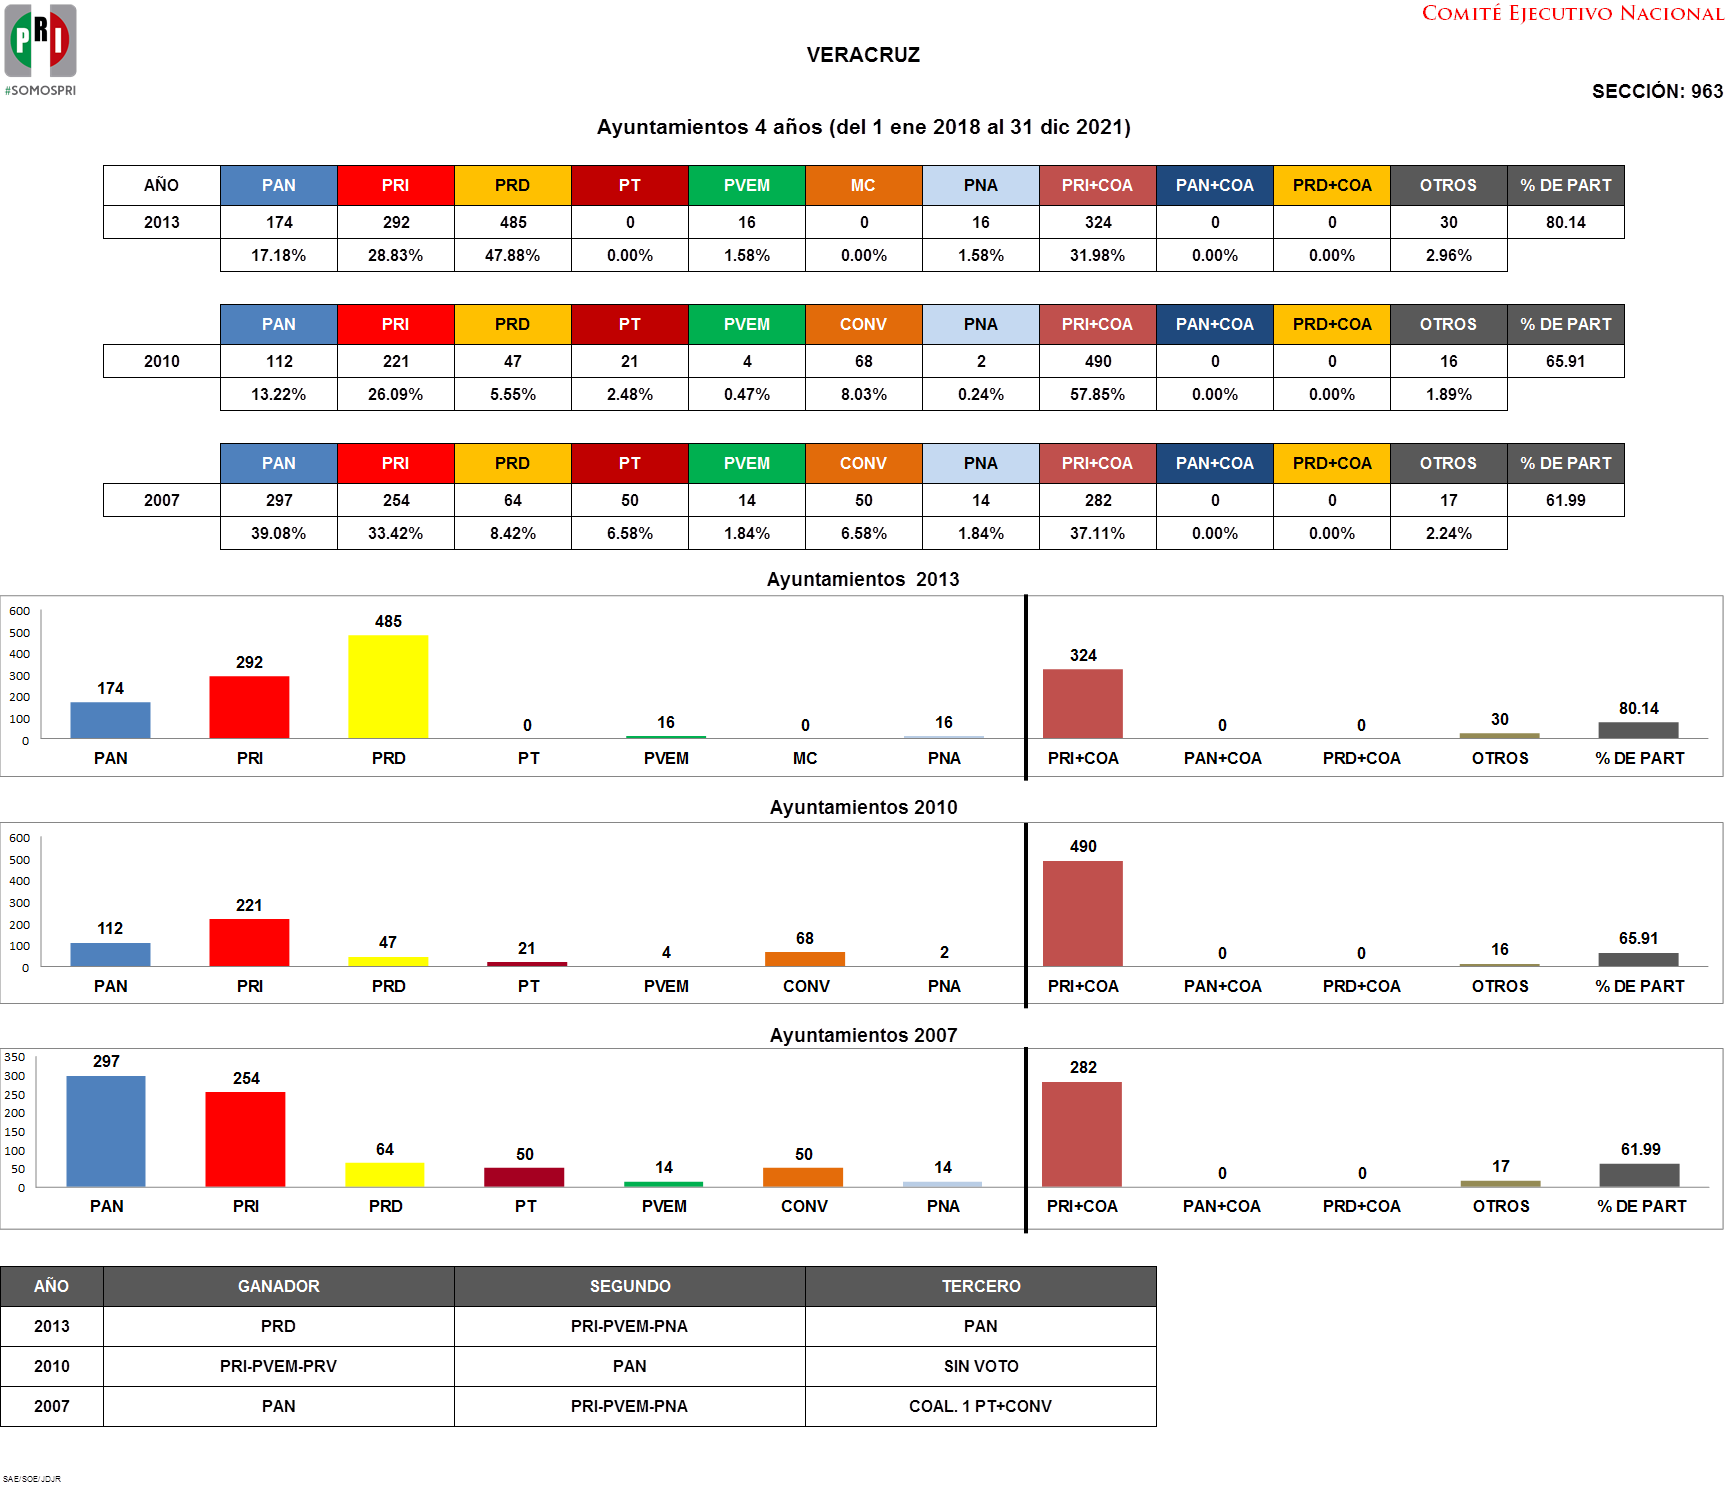 PRI
#SOMOSPRI
COMITÉ EJECUTIVO NACIONAL
VERACRUZ
SECCIÓN: 963
Ayuntamientos 4 años (del 1 ene 2018 al 31 dic 2021)
AÑO PAN PRI PRD PT PVEM MC PNA PRI+COA PAN+COA PRD+COA OTROS % DE PART
2013 174 292 485 0 16 0 16 324 0 0 30 80.14
17.18% 28.83% 47.88% 0.00% 1.58% 0.00% 1.58% 31.98% 0.00% 0.00% 2.96%
PAN PRI PRD PT PVEM CONV PNA PRI+COA PAN+COA PRD+COA OTROS % DE PART
2010 112 221 47 21 4 68 2 490 0 0 16 65.91
13.22% 26.09% 5.55% 2.48% 0.47% 8.03% 0.24% 57.85% 0.00% 0.00% 1.89%
PAN PRI PRD PT PVEM CONV PNA PRI+COA PAN+COA PRD+COA OTROS % DE PART
2007 297 254 64 50 14 50 14 282 0 0 17 61.99
39.08% 33.42% 8.42% 6.58% 1.84% 6.58% 1.84% 37.11% 0.00% 0.00% 2.24%
Ayuntamientos 2013
600
500
400
300
200
100
0
174 292 485 0 16 0 16 324 0 0 30 80.14
PAN PRI PRD PT PVEM MC PNA PRI+COA PAN+COA PRD+COA OTROS % DE PART
Ayuntamientos 2010
600
500
400
300
200
100
0
112 221 47 21 4 68 2 490 0 0 16 65.91
PAN PRI PRD PT PVEM CONV PNA PRI+COA PAN+COA PRD+COA OTROS % DE PART
Ayuntamientos 2007
350
300
250
200
150
100
50
0
297 254 64 50 14 50 14 282 0 0 17 61.99
PAN PRI PRD PT PVEM CONV PNA PRI+COA PAN+COA PRD+COA OTROS % DE PART
AÑO GANADOR SEGUNDO TERCERO
2013 PRD PRI-PVEM-PNA PAN
2010 PRI-PVEM-PRV PAN SIN VOTO
2007 PAN PRI-PVEM-PNA COAL. 1 PT+CONV
SAE/SOE/JDJR